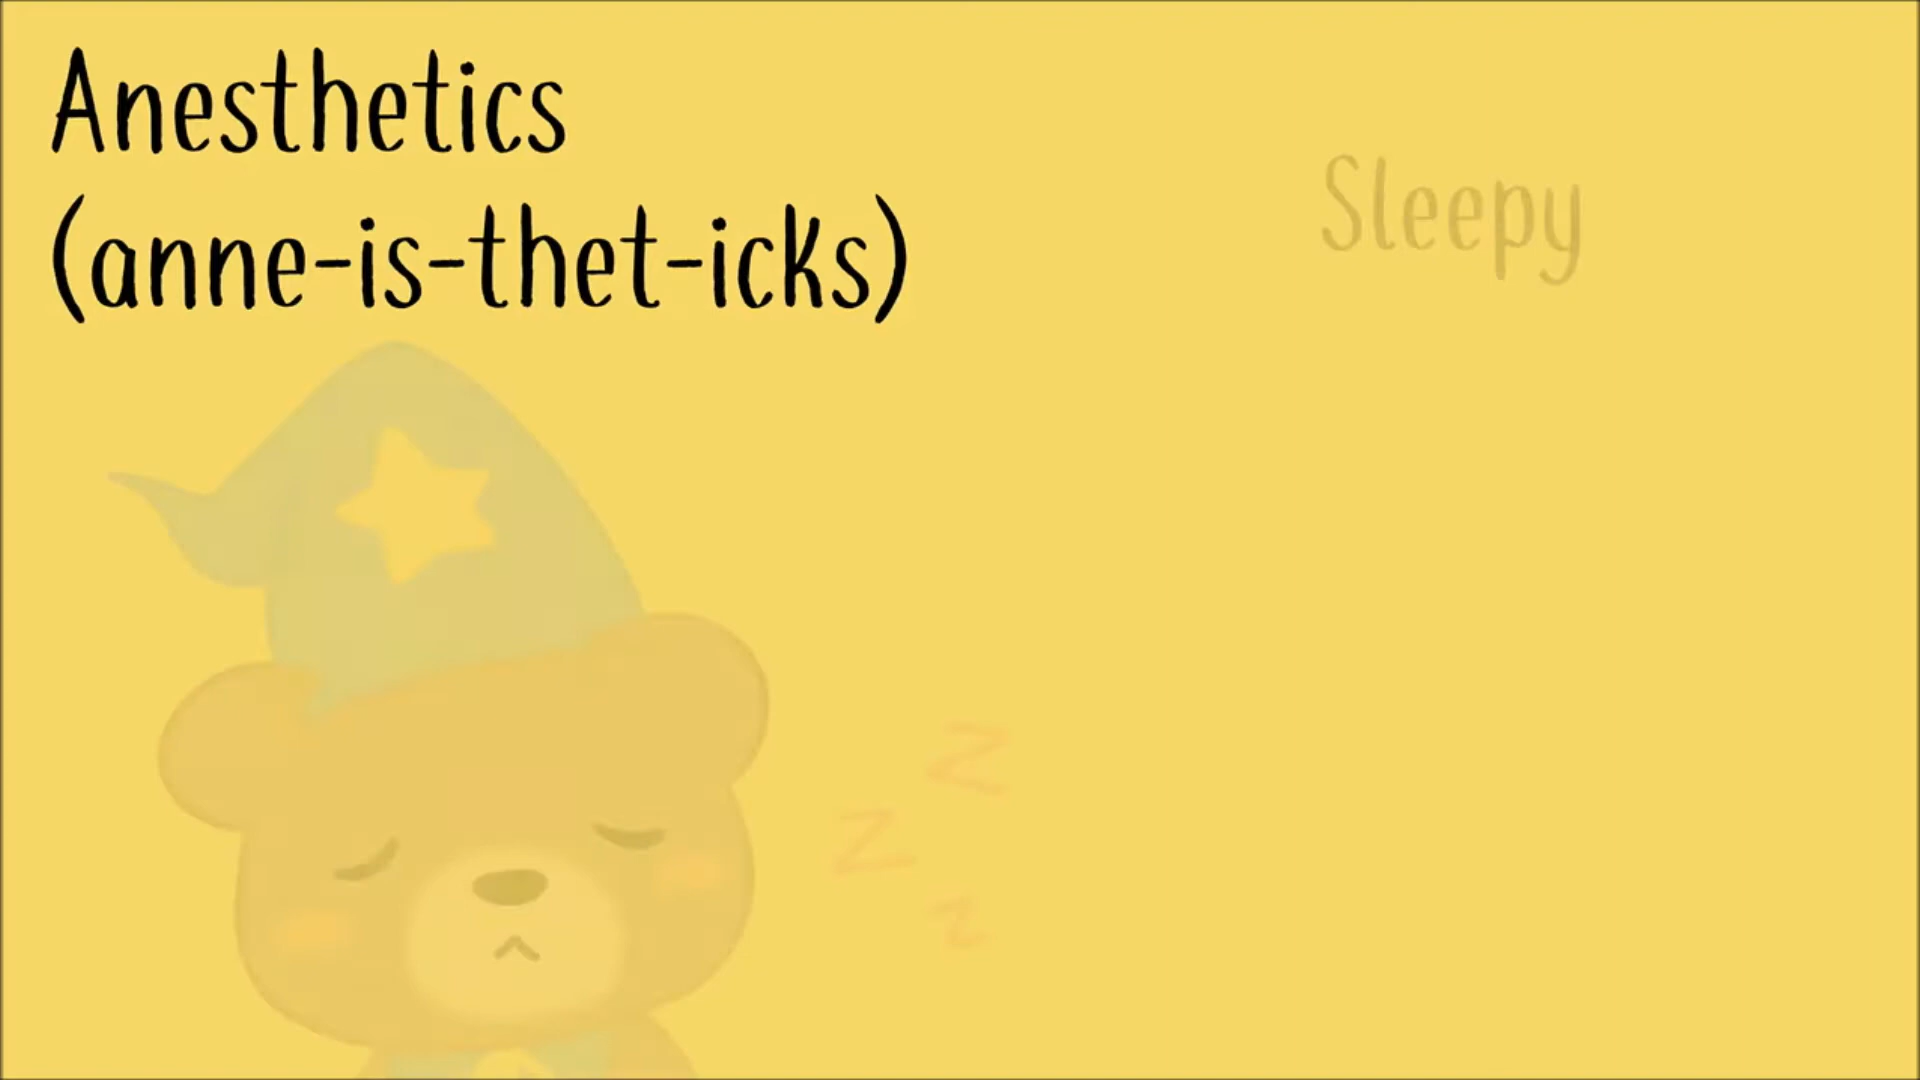 Anesthetics
(anne-is-thet-icks)
Sleepy
z
z
z